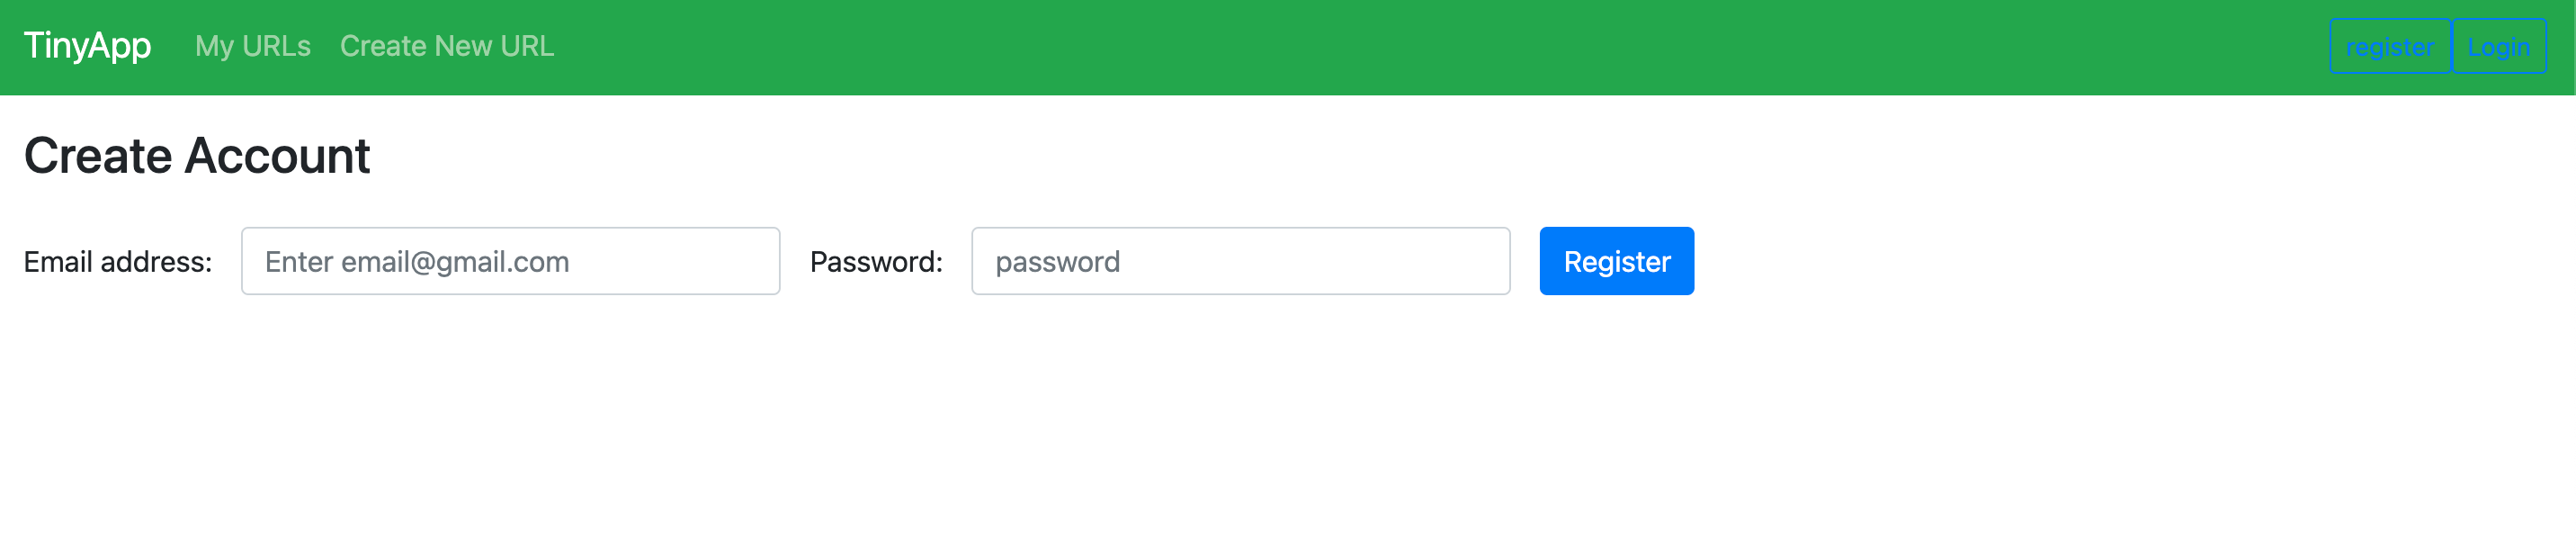 TinyApp My URLs Create New URL register Login
Create Account
Email address: Enter email@gmail.com Password: password Register